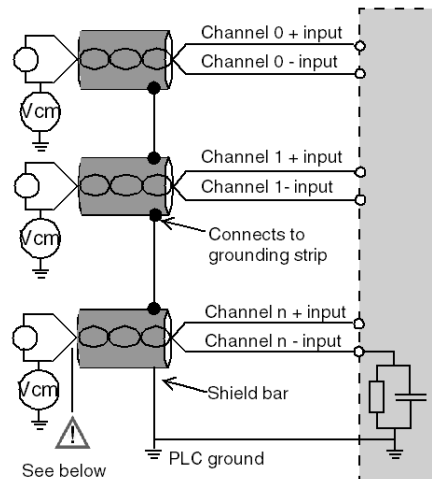 Channel 0 + input
Channel 0 - input
Vcm
Channel 1 + input
Channel 1- input
Vcm
Connects to
grounding strip
Channel n + input
Channel n - input
Vcm
Shield bar
!
PLC ground
See below